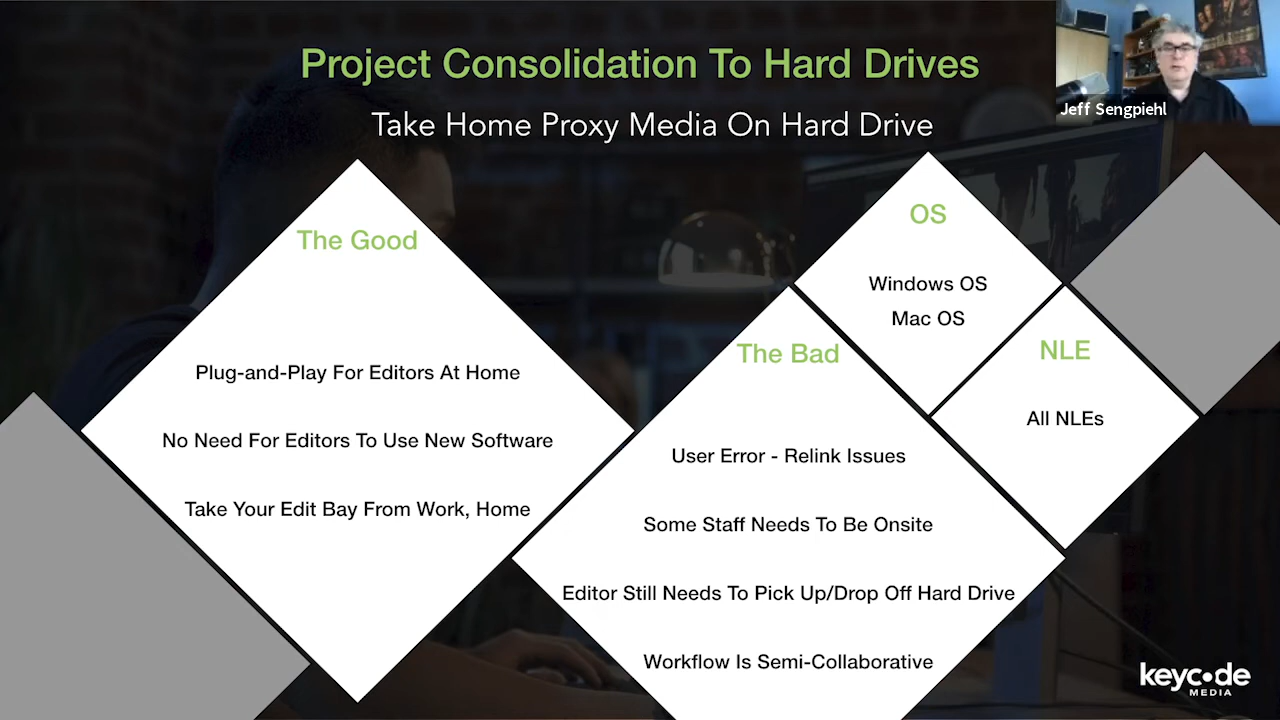 Project Consolidation To Hard Drives
Take Home Proxy Media On Hard Drive
Jeff Sengpiehl
The Good
Plug-and-Play For Editors At Home
No Need For Editors To Use New Software
Take Your Edit Bay From Work, Home
The Bad
User Error - Relink Issues
Some Staff Needs To Be Onsite
Editor Still Needs To Pick Up/Drop Off Hard Drive
Workflow Is Semi-Collaborative
OS
Windows OS
Mac OS
NLE
All NLEs
keycode
MEDIA